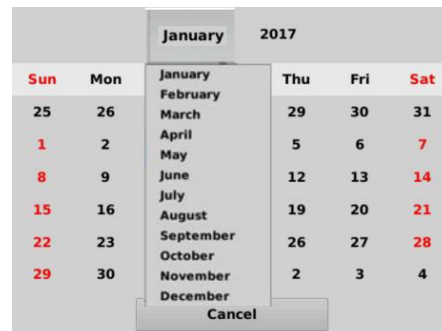 January 2017
Sun Mon Thu Fri Sat
January
February
March
April
May
June
July
August
September
October
November
December
25 26 29 30 31
1 2 5 6 7
8 9 12 13 14
15 16 19 20 21
22 23 26 27 28
29 30 2 3 4
Cancel